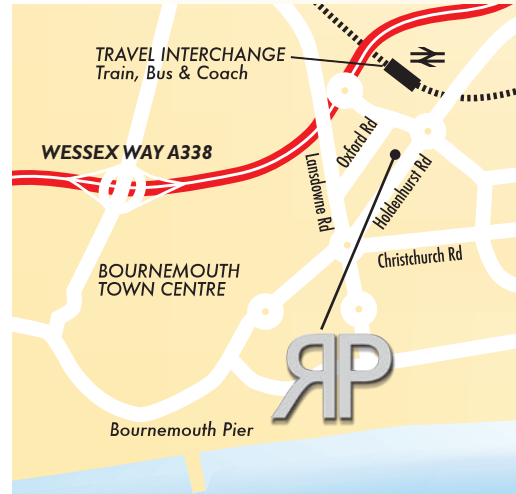 TRAVEL INTERCHANGE
Train, Bus & Coach
WESSEX WAY A338
Oxford Rd
Lansdowne Rd
Holdenhurst Rd
Christchurch Rd
BOURNEMOUTH
TOWN CENTRE
RP
Bournemouth Pier